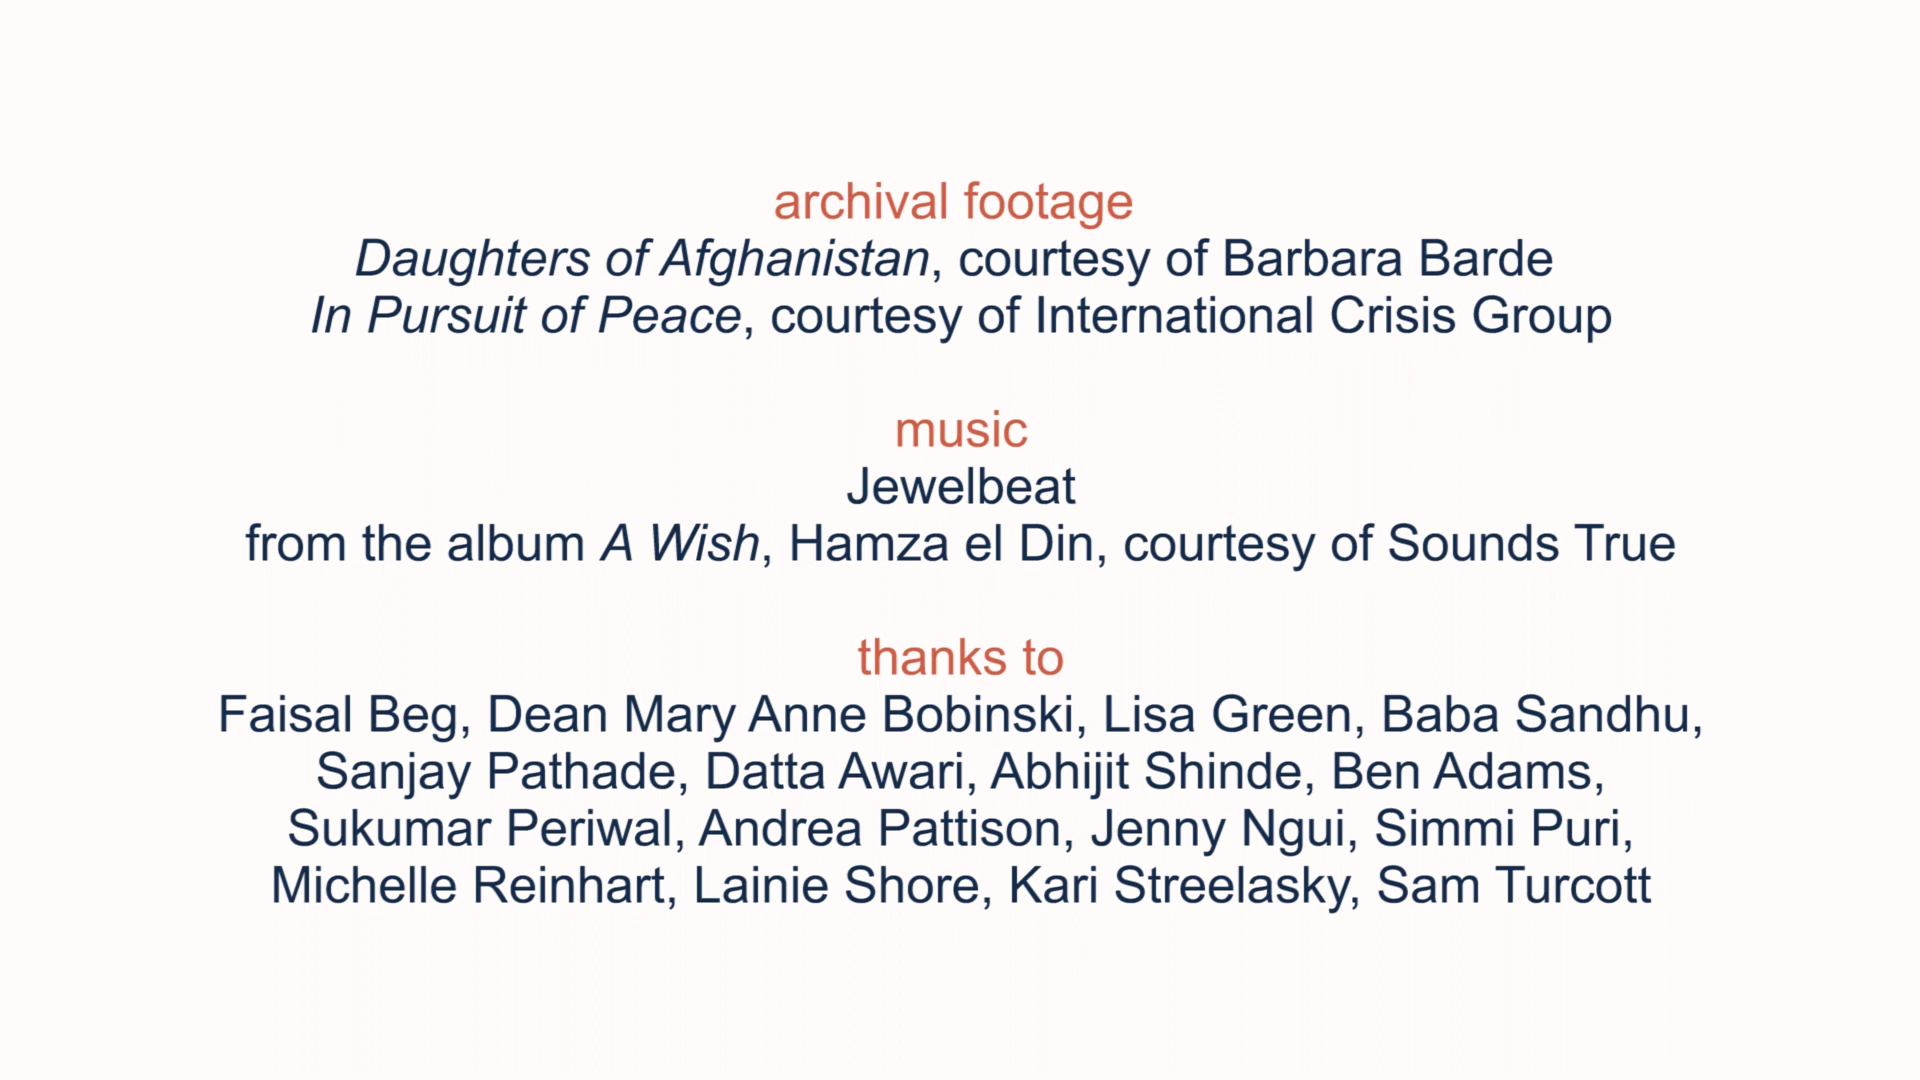 archival footage
Daughters of Afghanistan, courtesy of Barbara Barde
In Pursuit of Peace, courtesy of International Crisis Group
music
Jewelbeat
from the album A Wish, Hamza el Din, courtesy of Sounds True
thanks to
Faisal Beg, Dean Mary Anne Bobinski, Lisa Green, Baba Sandhu,
Sanjay Pathade, Datta Awari, Abhijit Shinde, Ben Adams,
Sukumar Periwal, Andrea Pattison, Jenny Ngui, Simmi Puri,
Michelle Reinhart, Lainie Shore, Kari Streelasky, Sam Turcott